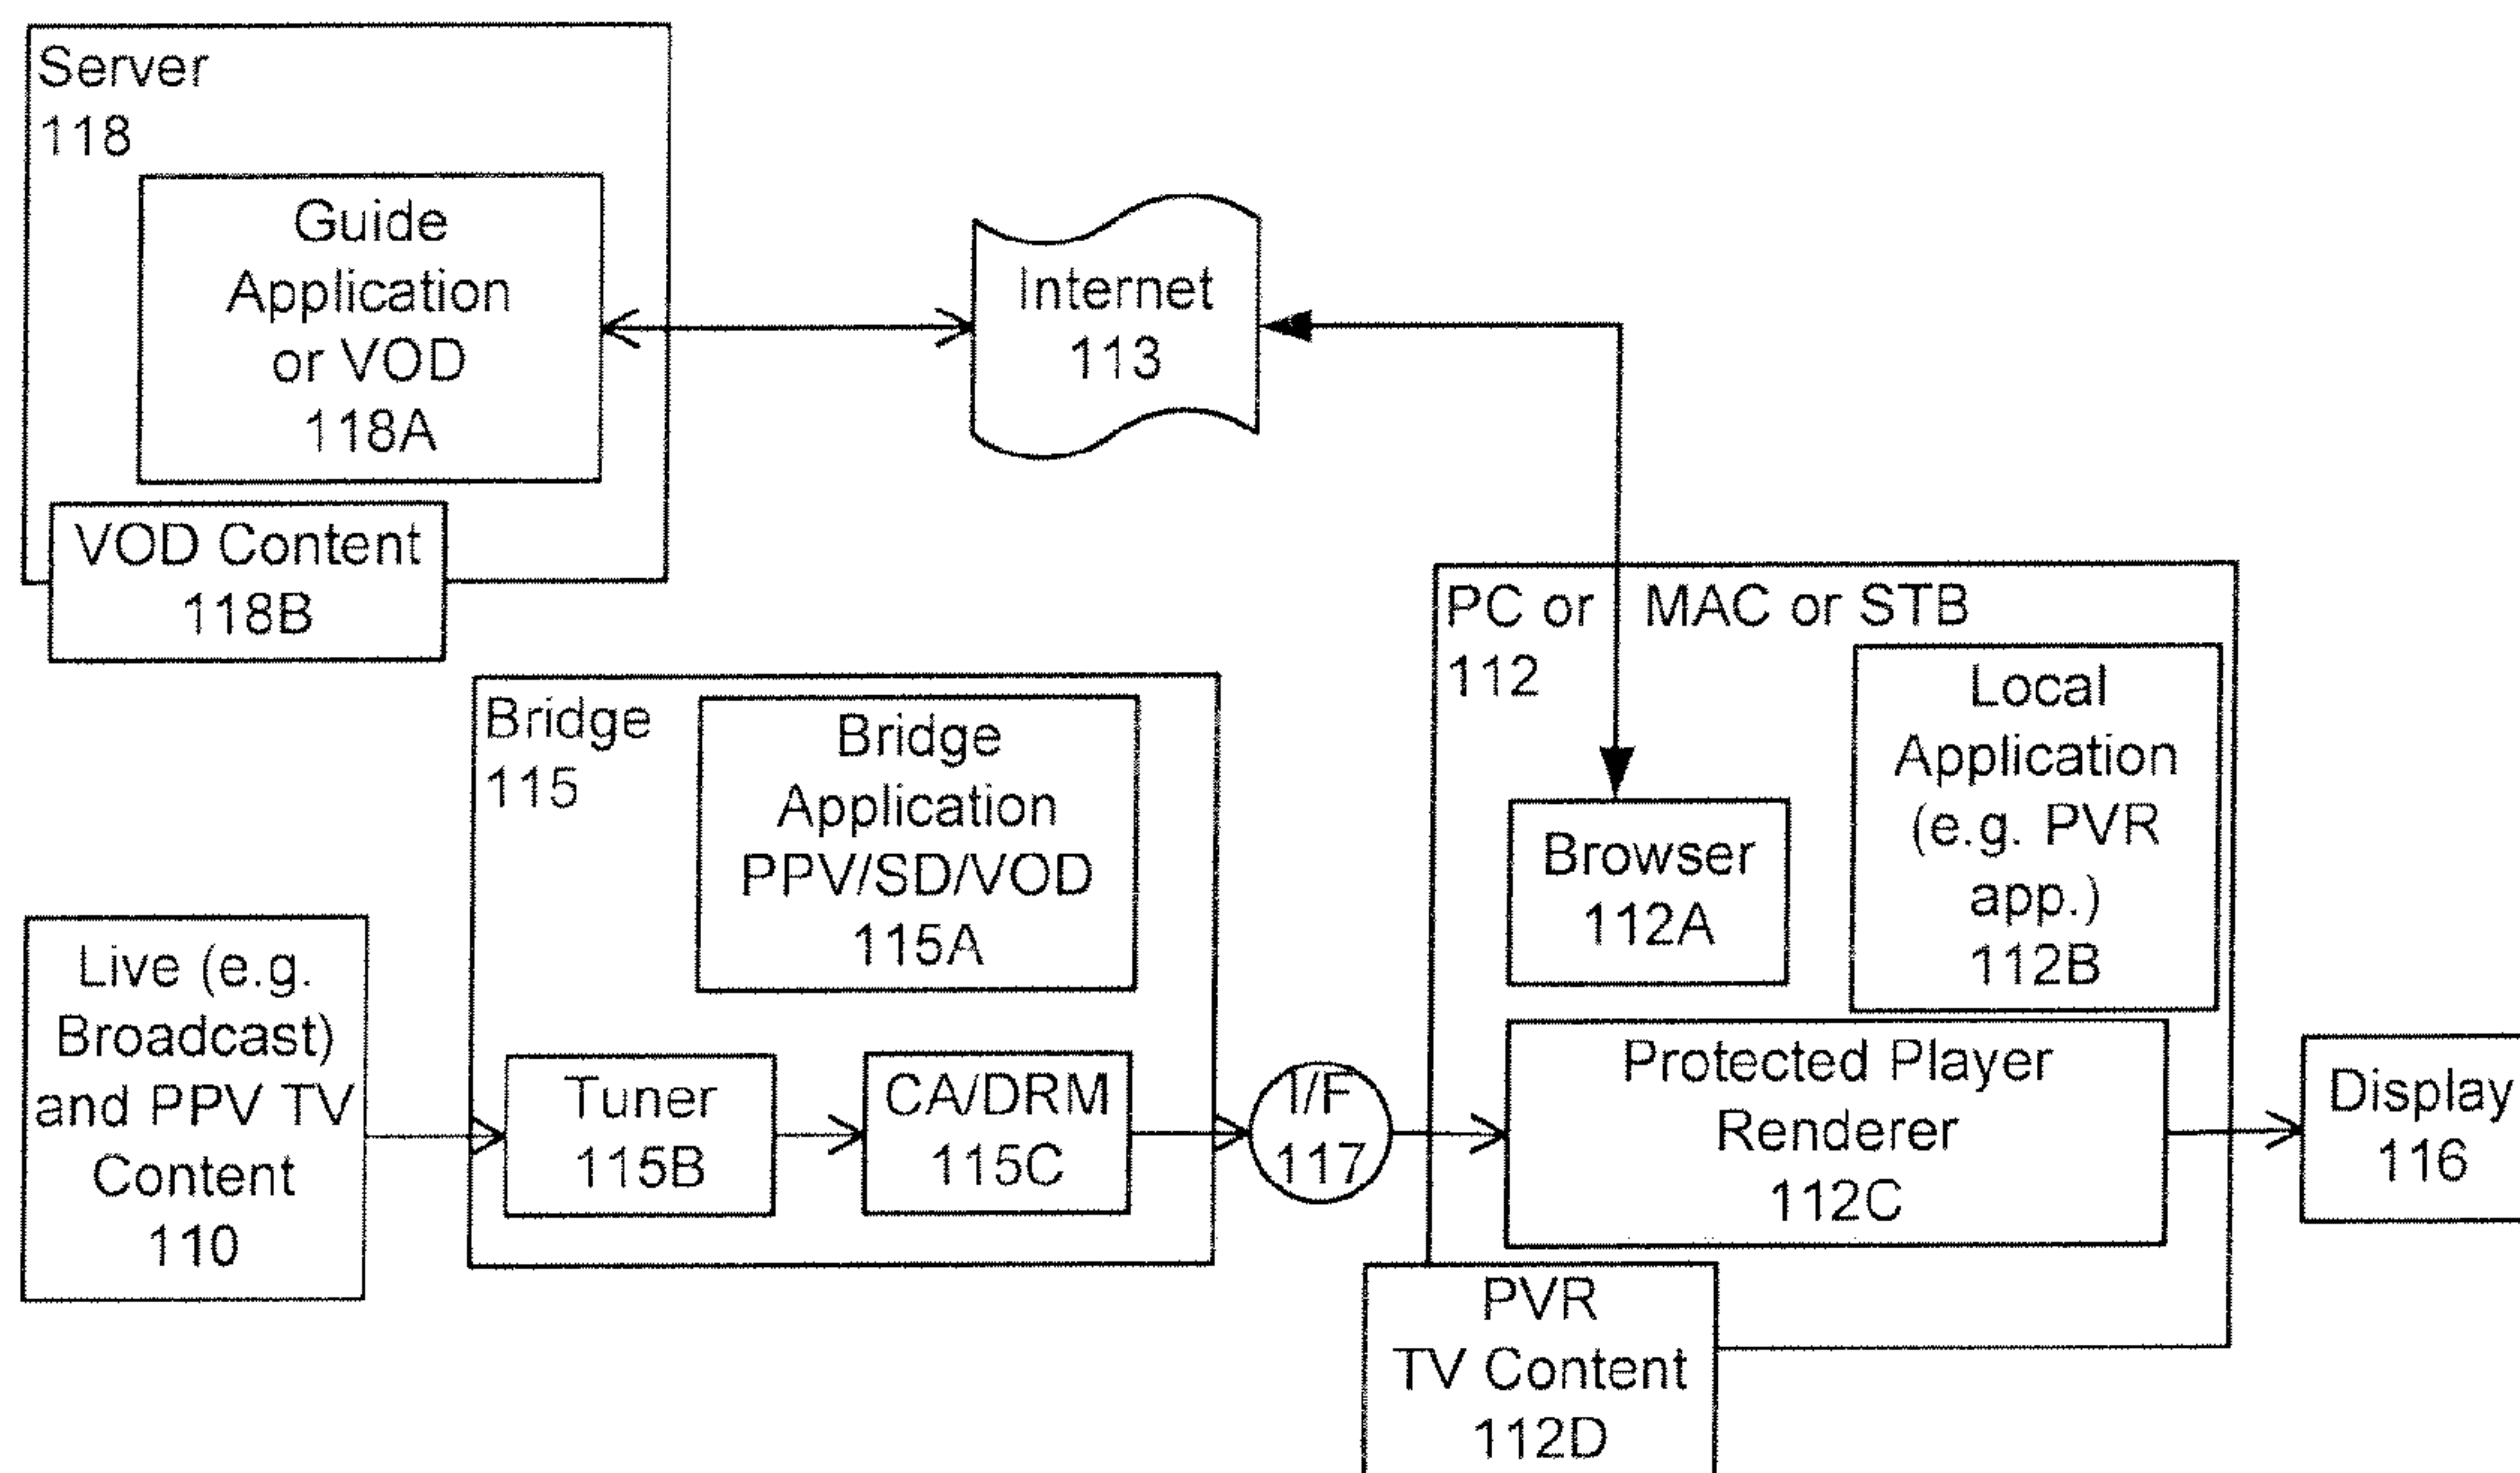 Server
118
Guide
Application
or VOD
118A
VOD Content
118B
Internet
113
PC or MAC or STB
112
Browser
112A
Local
Application
(e.g. PVR
app.)
112B
Bridge
115
Bridge
Application
PPV/SD/VOD
115A
Live (e.g.
Broadcast)
and PPV TV
Content
110
Tuner
115B
CA/DRM
115C
I/F
117
Protected Player
Renderer
112C
Display
116
PVR
TV Content
112D